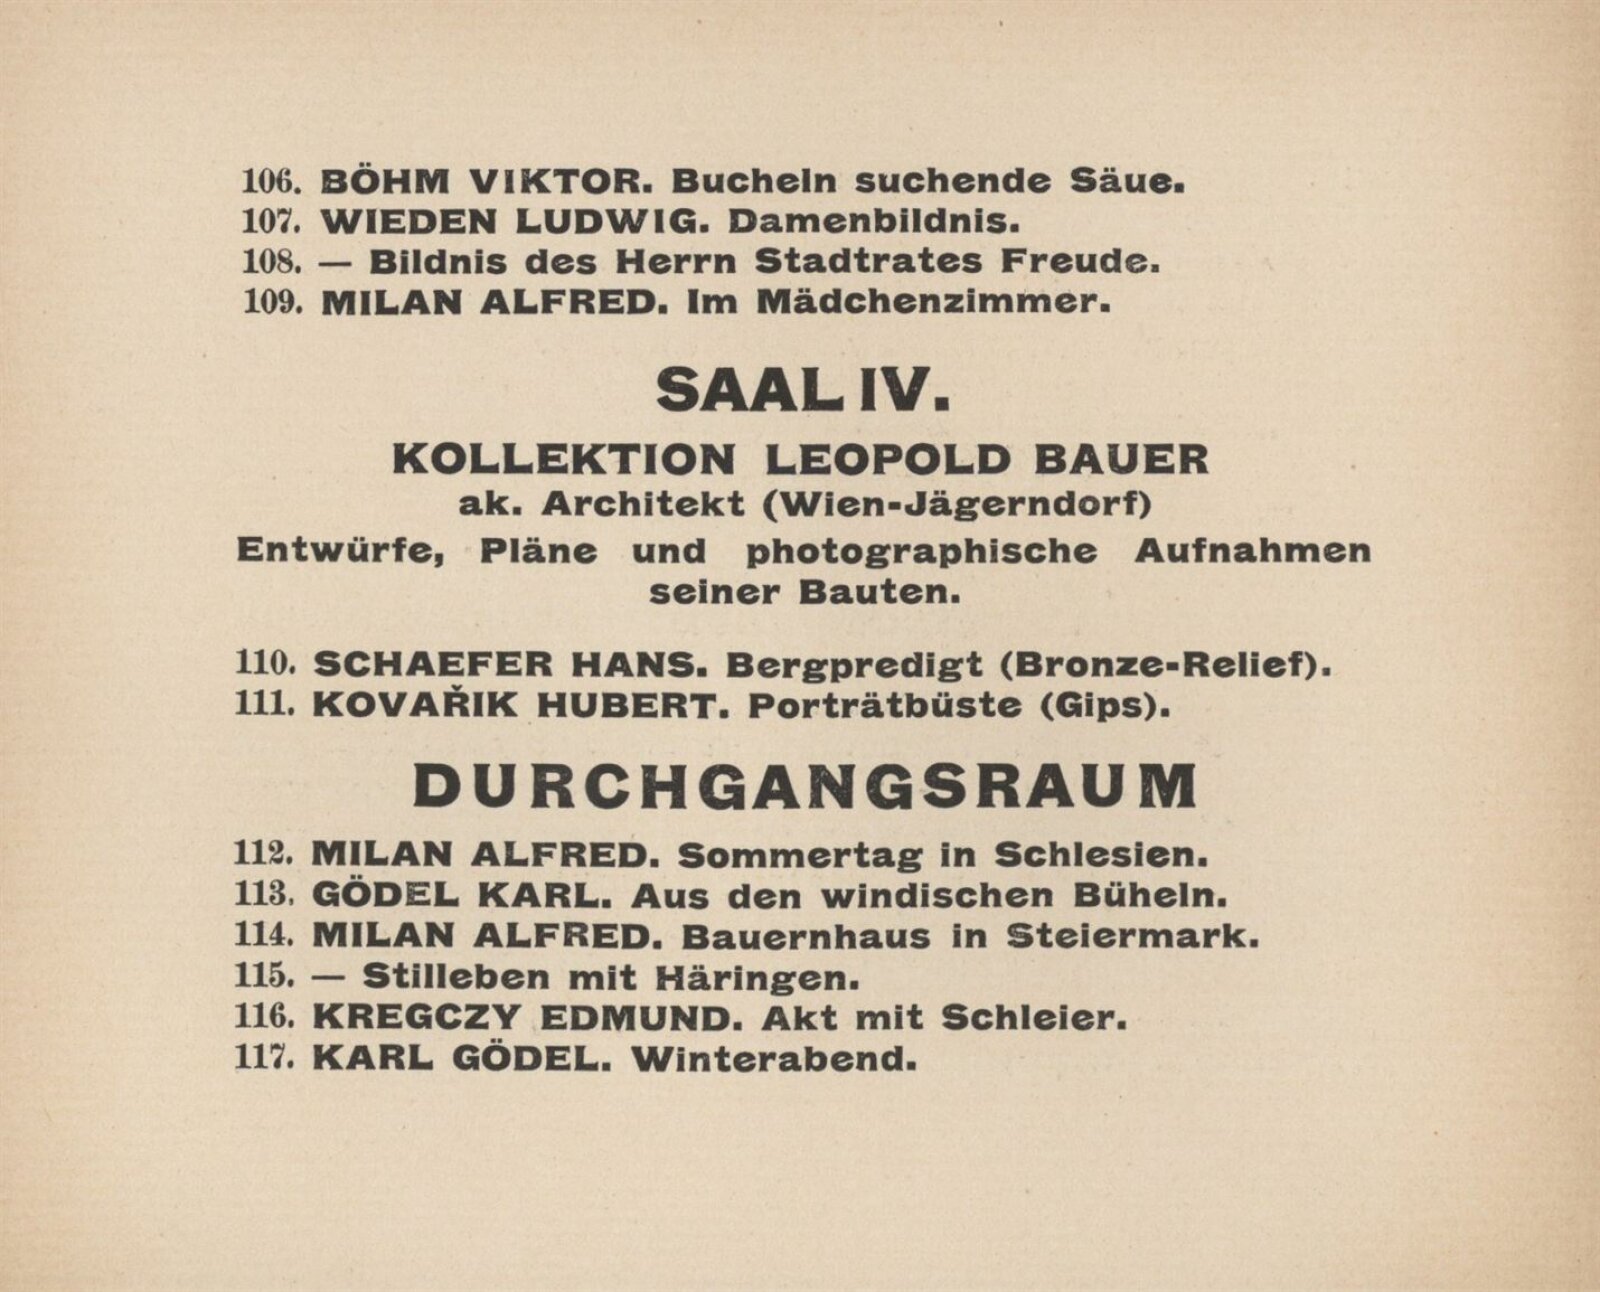 106. BÖHM VIKTOR. Bucheln suchende Säue.
107. WIEDEN LUDWIG. Damenbildnis.
108. — Bildnis des Herrn Stadtrates Freude.
109. MILAN ALFRED. Im Mädchenzimmer.
SAAL IV.
KOLLEKTION LEOPOLD BAUER
ak. Architekt (Wien-Jägerndorf)
Entwürfe, Pläne und photographische Aufnahmen
seiner Bauten.
110. SCHAEFER HANS. Bergpredigt (Bronze-Relief).
111. KOVAŘIK HUBERT. Porträtbüste (Gips).
DURCHGANGSRAUM
112. MILAN ALFRED. Sommertag in Schlesien.
113. GÖDEL KARL. Aus den windischen Büheln.
114. MILAN ALFRED. Bauernhaus in Steiermark.
115. — Stilleben mit Häringen.
116. KREGCZY EDMUND. Akt mit Schleier.
117. KARL GÖDEL. Winterabend.